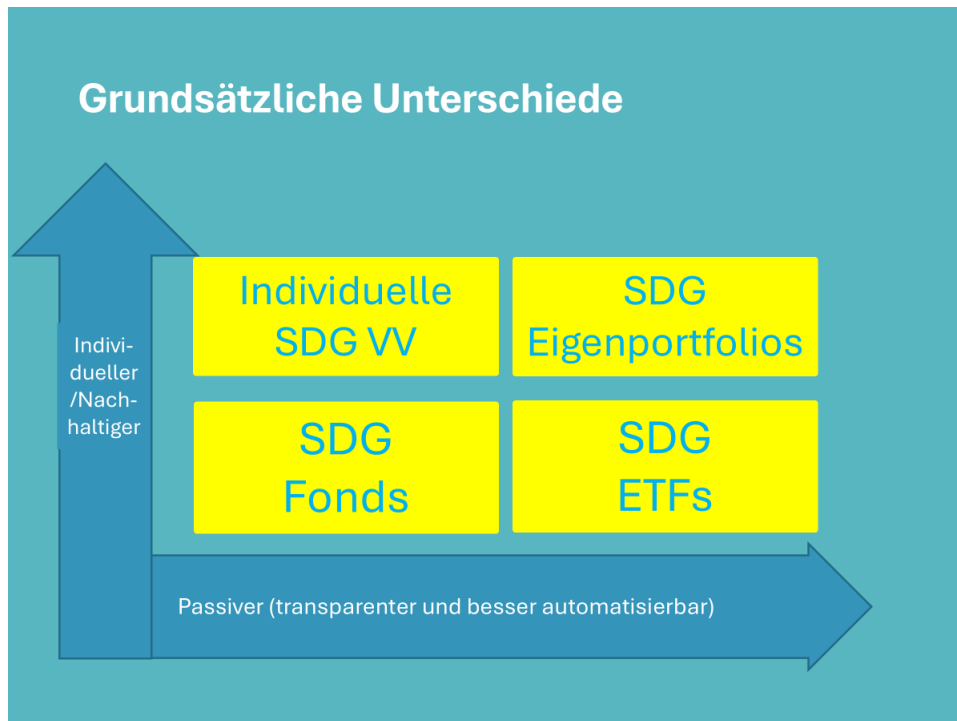 Grundsätzliche Unterschiede
Indivi-
dueller
/Nach-
haltiger
Individuelle
SDG VV
SDG
Eigenportfolios
SDG
Fonds
SDG
ETFs
Passiver (transparenter und besser automatisierbar)